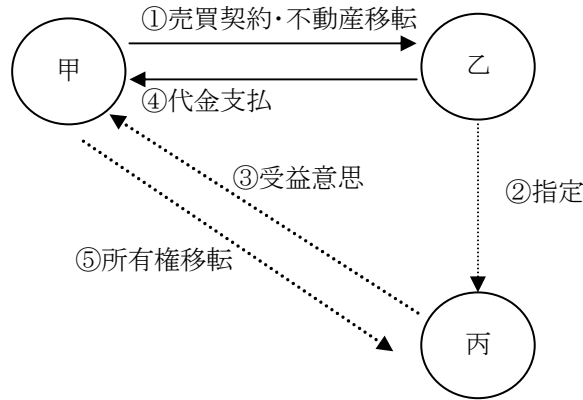 ①売買契約・不動産移転
甲
乙
④代金支払
③受益意思
②指定
⑤所有権移転
丙